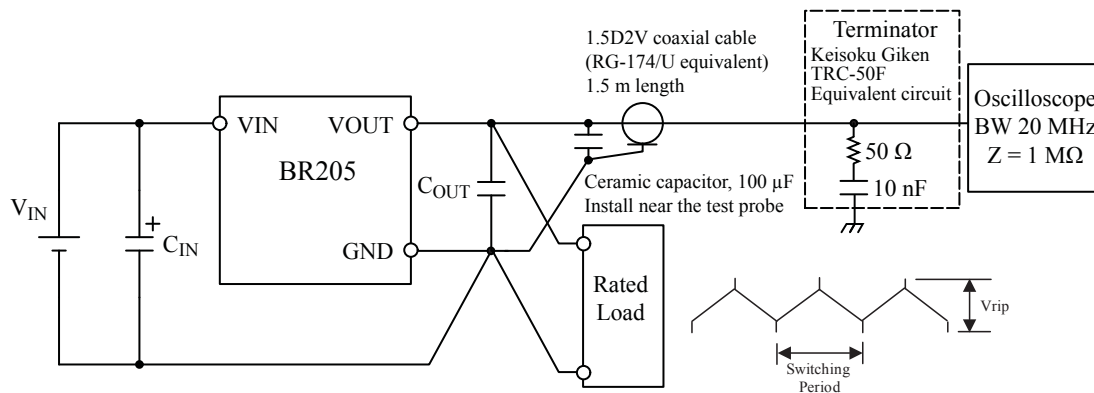 1.5D2V coaxial cable
(RG-174/U equivalent)
1.5 m length
Terminator
Keisoku Giken
TRC-50F
Equivalent circuit
Oscilloscope
BW 20 MHz
Z = 1 MΩ
VIN
VOUT
BR205
GND
50 Ω
10 nF
Ceramic capacitor, 100 µF
Install near the test probe
COUT
VIN
+
CIN
Rated
Load
Vrip
Switching
Period